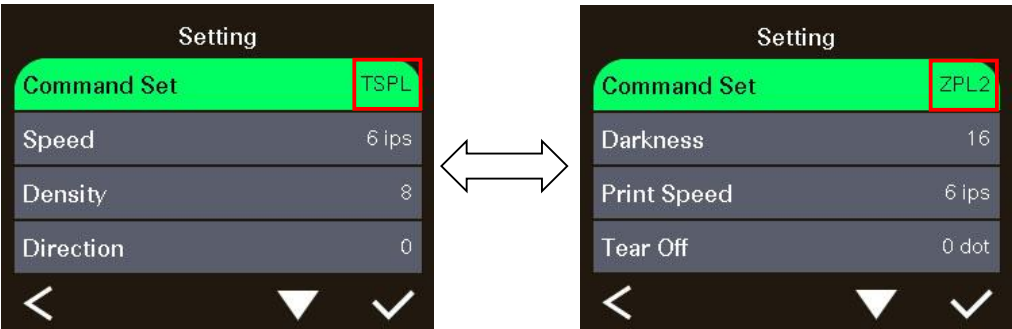 Setting
Command Set TSPL
Speed 6 ips
Density 8
Direction 0
Setting
Command Set ZPL2
Darkness 16
Print Speed 6 ips
Tear Off 0 dot